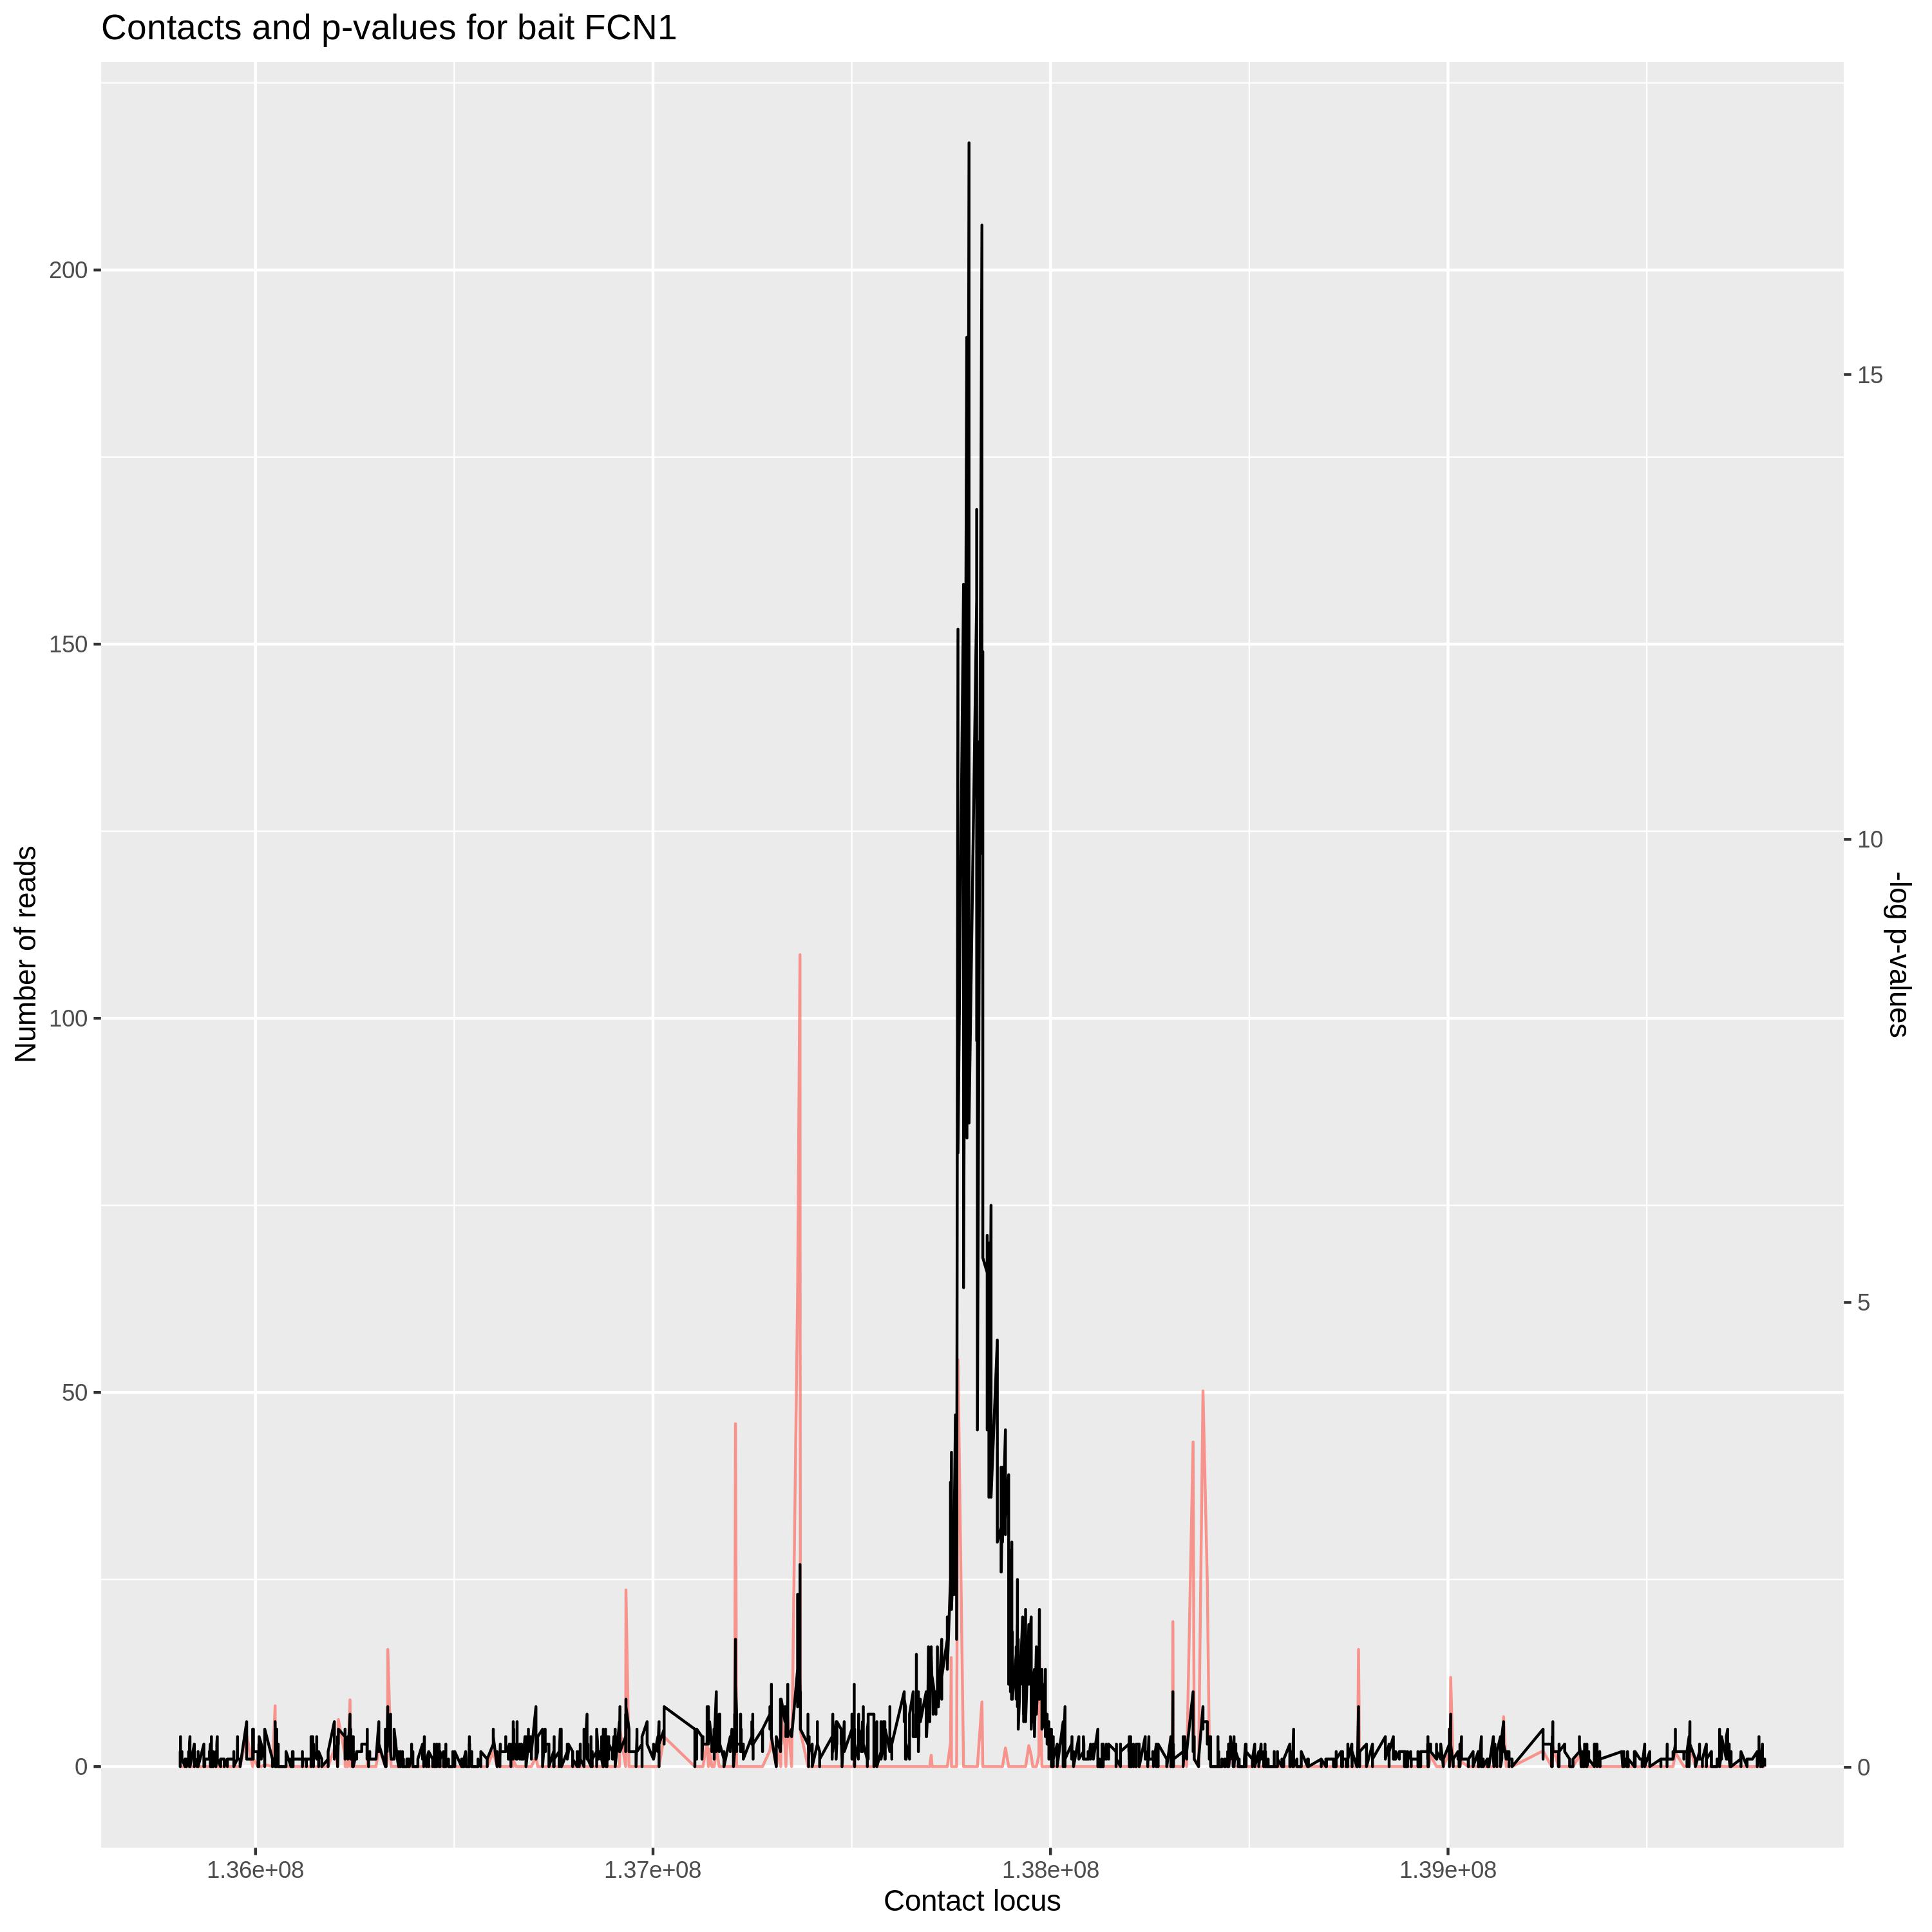 Contacts and p-values for bait FCN1
200
150
100
50
0
Number of reads
15
10
5
0
-log p-values
1.36e+08
1.37e+08
1.38e+08
1.39e+08
Contact locus